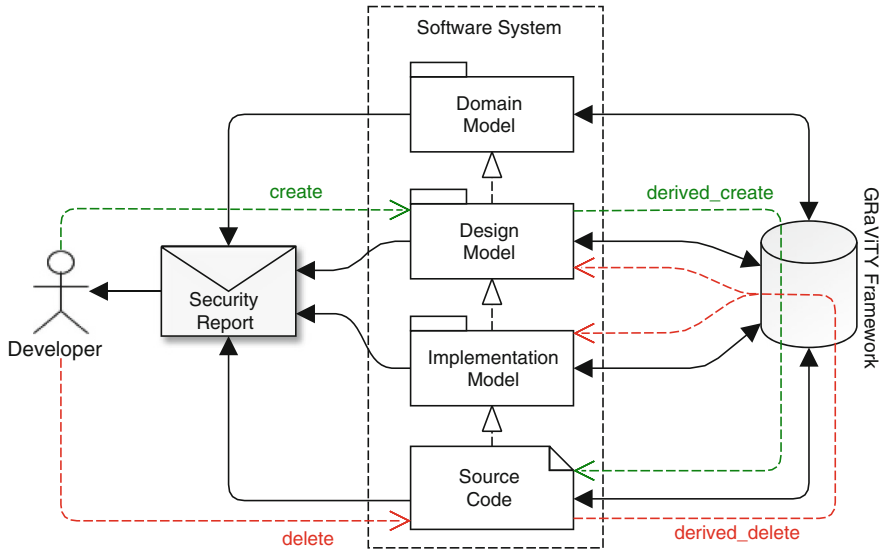 Software System
Domain
Model
create
derived_create
Design
Model
Security
Report
Developer
Implementation
Model
GRaViTY Framework
Source
Code
delete
derived_delete